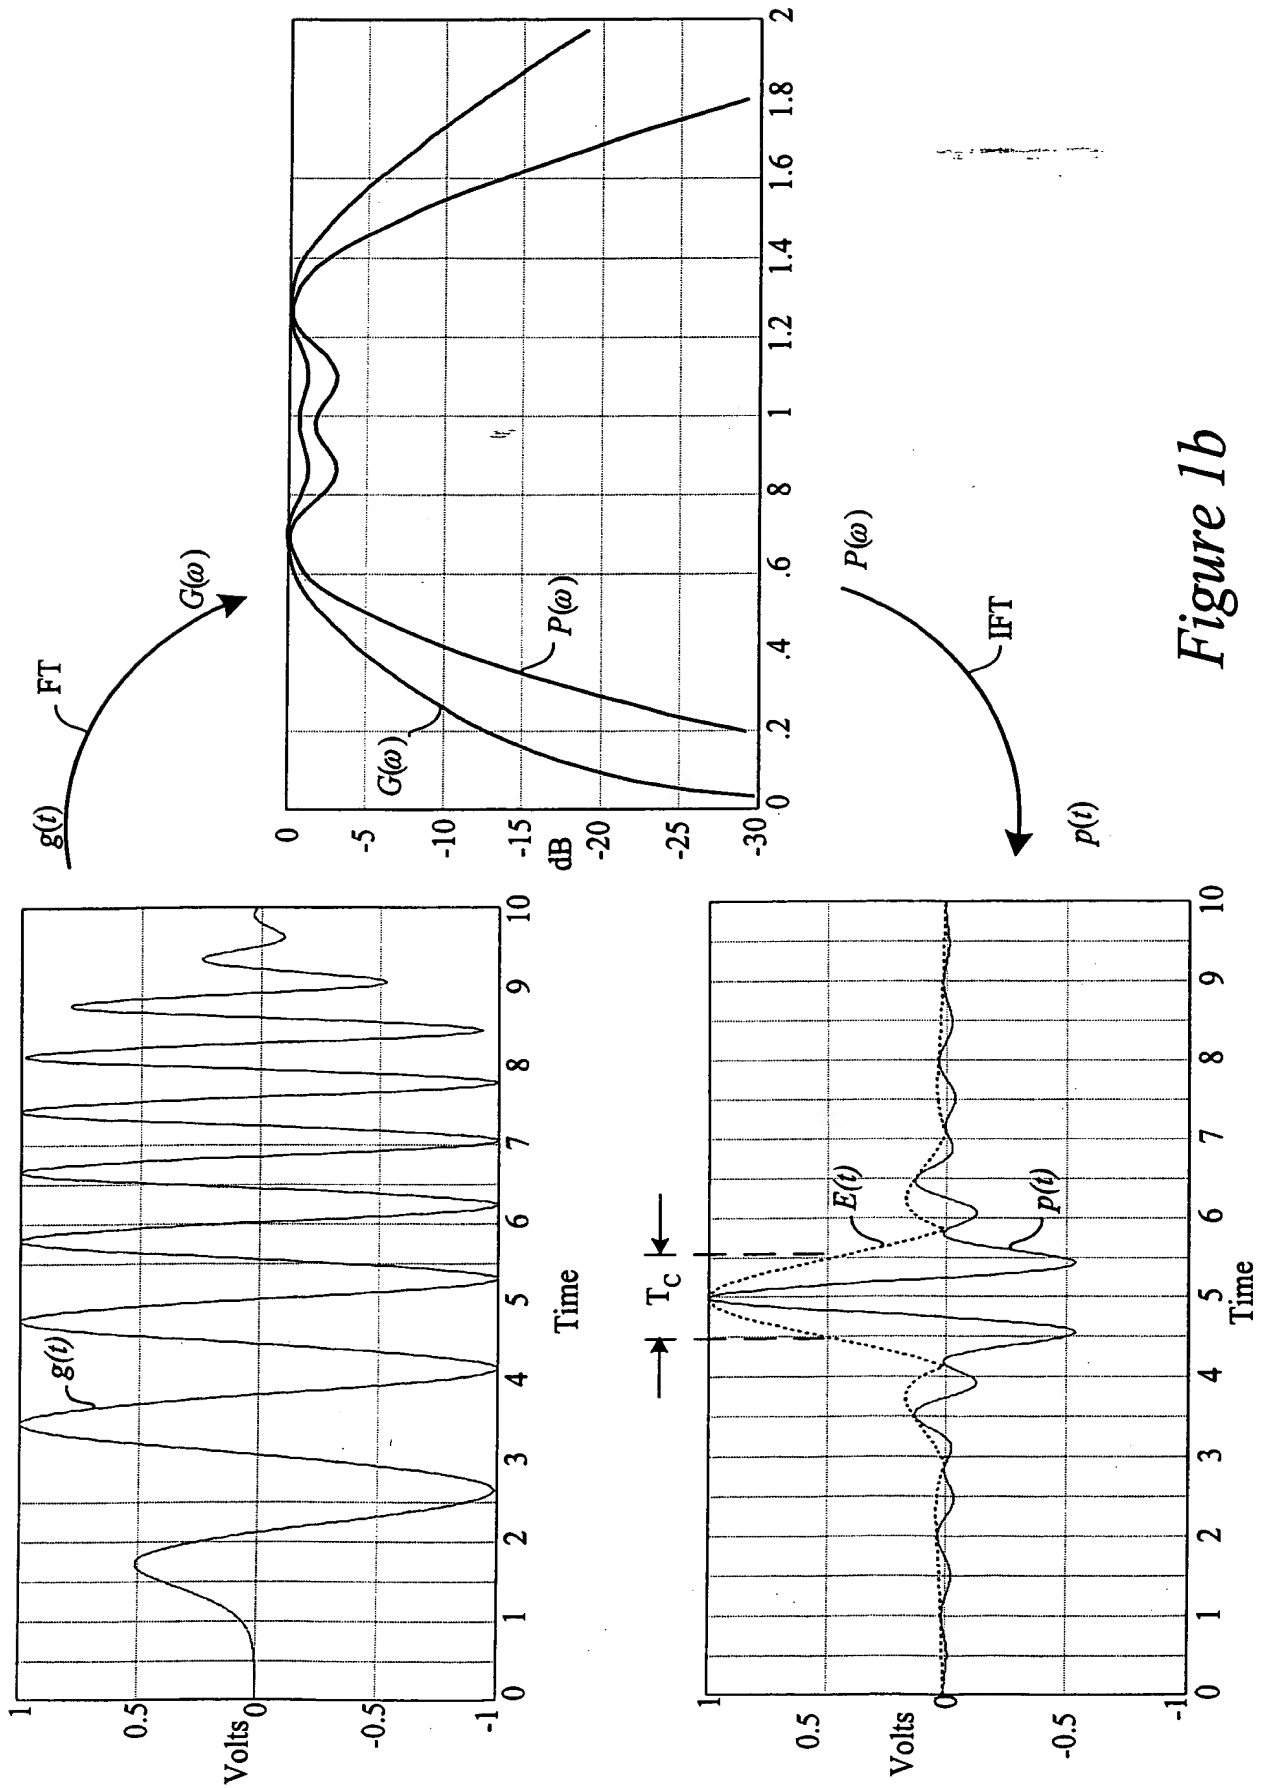 g(t)
FT
G(ω)
1
0.5
Volts 0
-0.5
-1
g(t)
0 1 2 3 4 5 6 7 8 9 10
Time
0
-5
-10
-15
dB
-20
-25
-30
G(ω)
P(ω)
0 .2 .4 .6 .8 1 1.2 1.4 1.6 1.8 2
1
0.5
Volts 0
-0.5
-1
T_C
E(t)
p(t)
0 1 2 3 4 5 6 7 8 9 10
Time
P(ω)
IFT
p(t)
Figure 1b